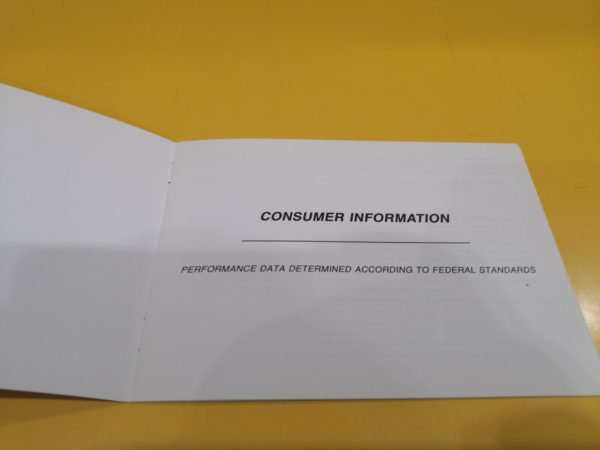 CONSUMER INFORMATION
PERFORMANCE DATA DETERMINED ACCORDING TO FEDERAL STANDARDS